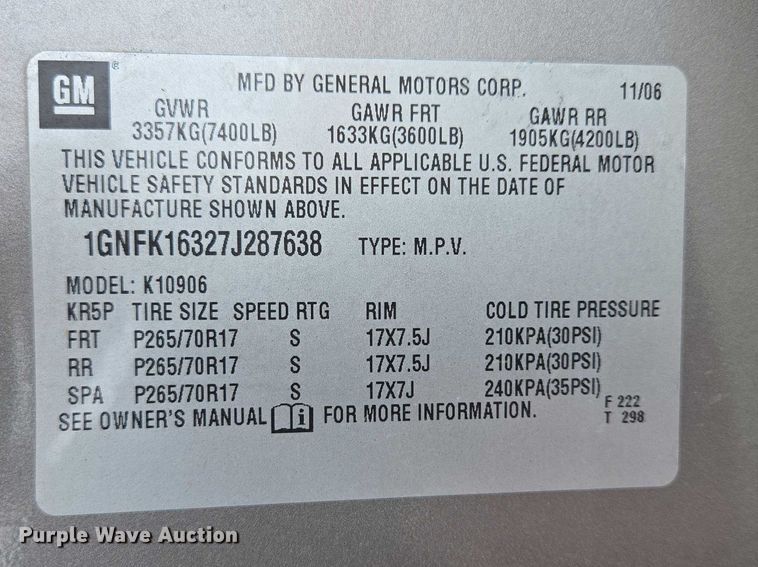 GM®
MFD BY GENERAL MOTORS CORP. 11/06
GVWR GAWR FRT GAWR RR
3357KG(7400LB) 1633KG(3600LB) 1905KG(4200LB)
THIS VEHICLE CONFORMS TO ALL APPLICABLE U.S. FEDERAL MOTOR
VEHICLE SAFETY STANDARDS IN EFFECT ON THE DATE OF
MANUFACTURE SHOWN ABOVE.
1GNFK16327J287638 TYPE: M.P.V.
MODEL: K10906
KR5P TIRE SIZE SPEED RTG RIM COLD TIRE PRESSURE
FRT P265/70R17 S 17X7.5J 210KPA(30PSI)
RR P265/70R17 S 17X7.5J 210KPA(30PSI)
SPA P265/70R17 S 17X7J 240KPA(35PSI)
SEE OWNER'S MANUAL i FOR MORE INFORMATION.
F 222
T 298
Purple Wave Auction